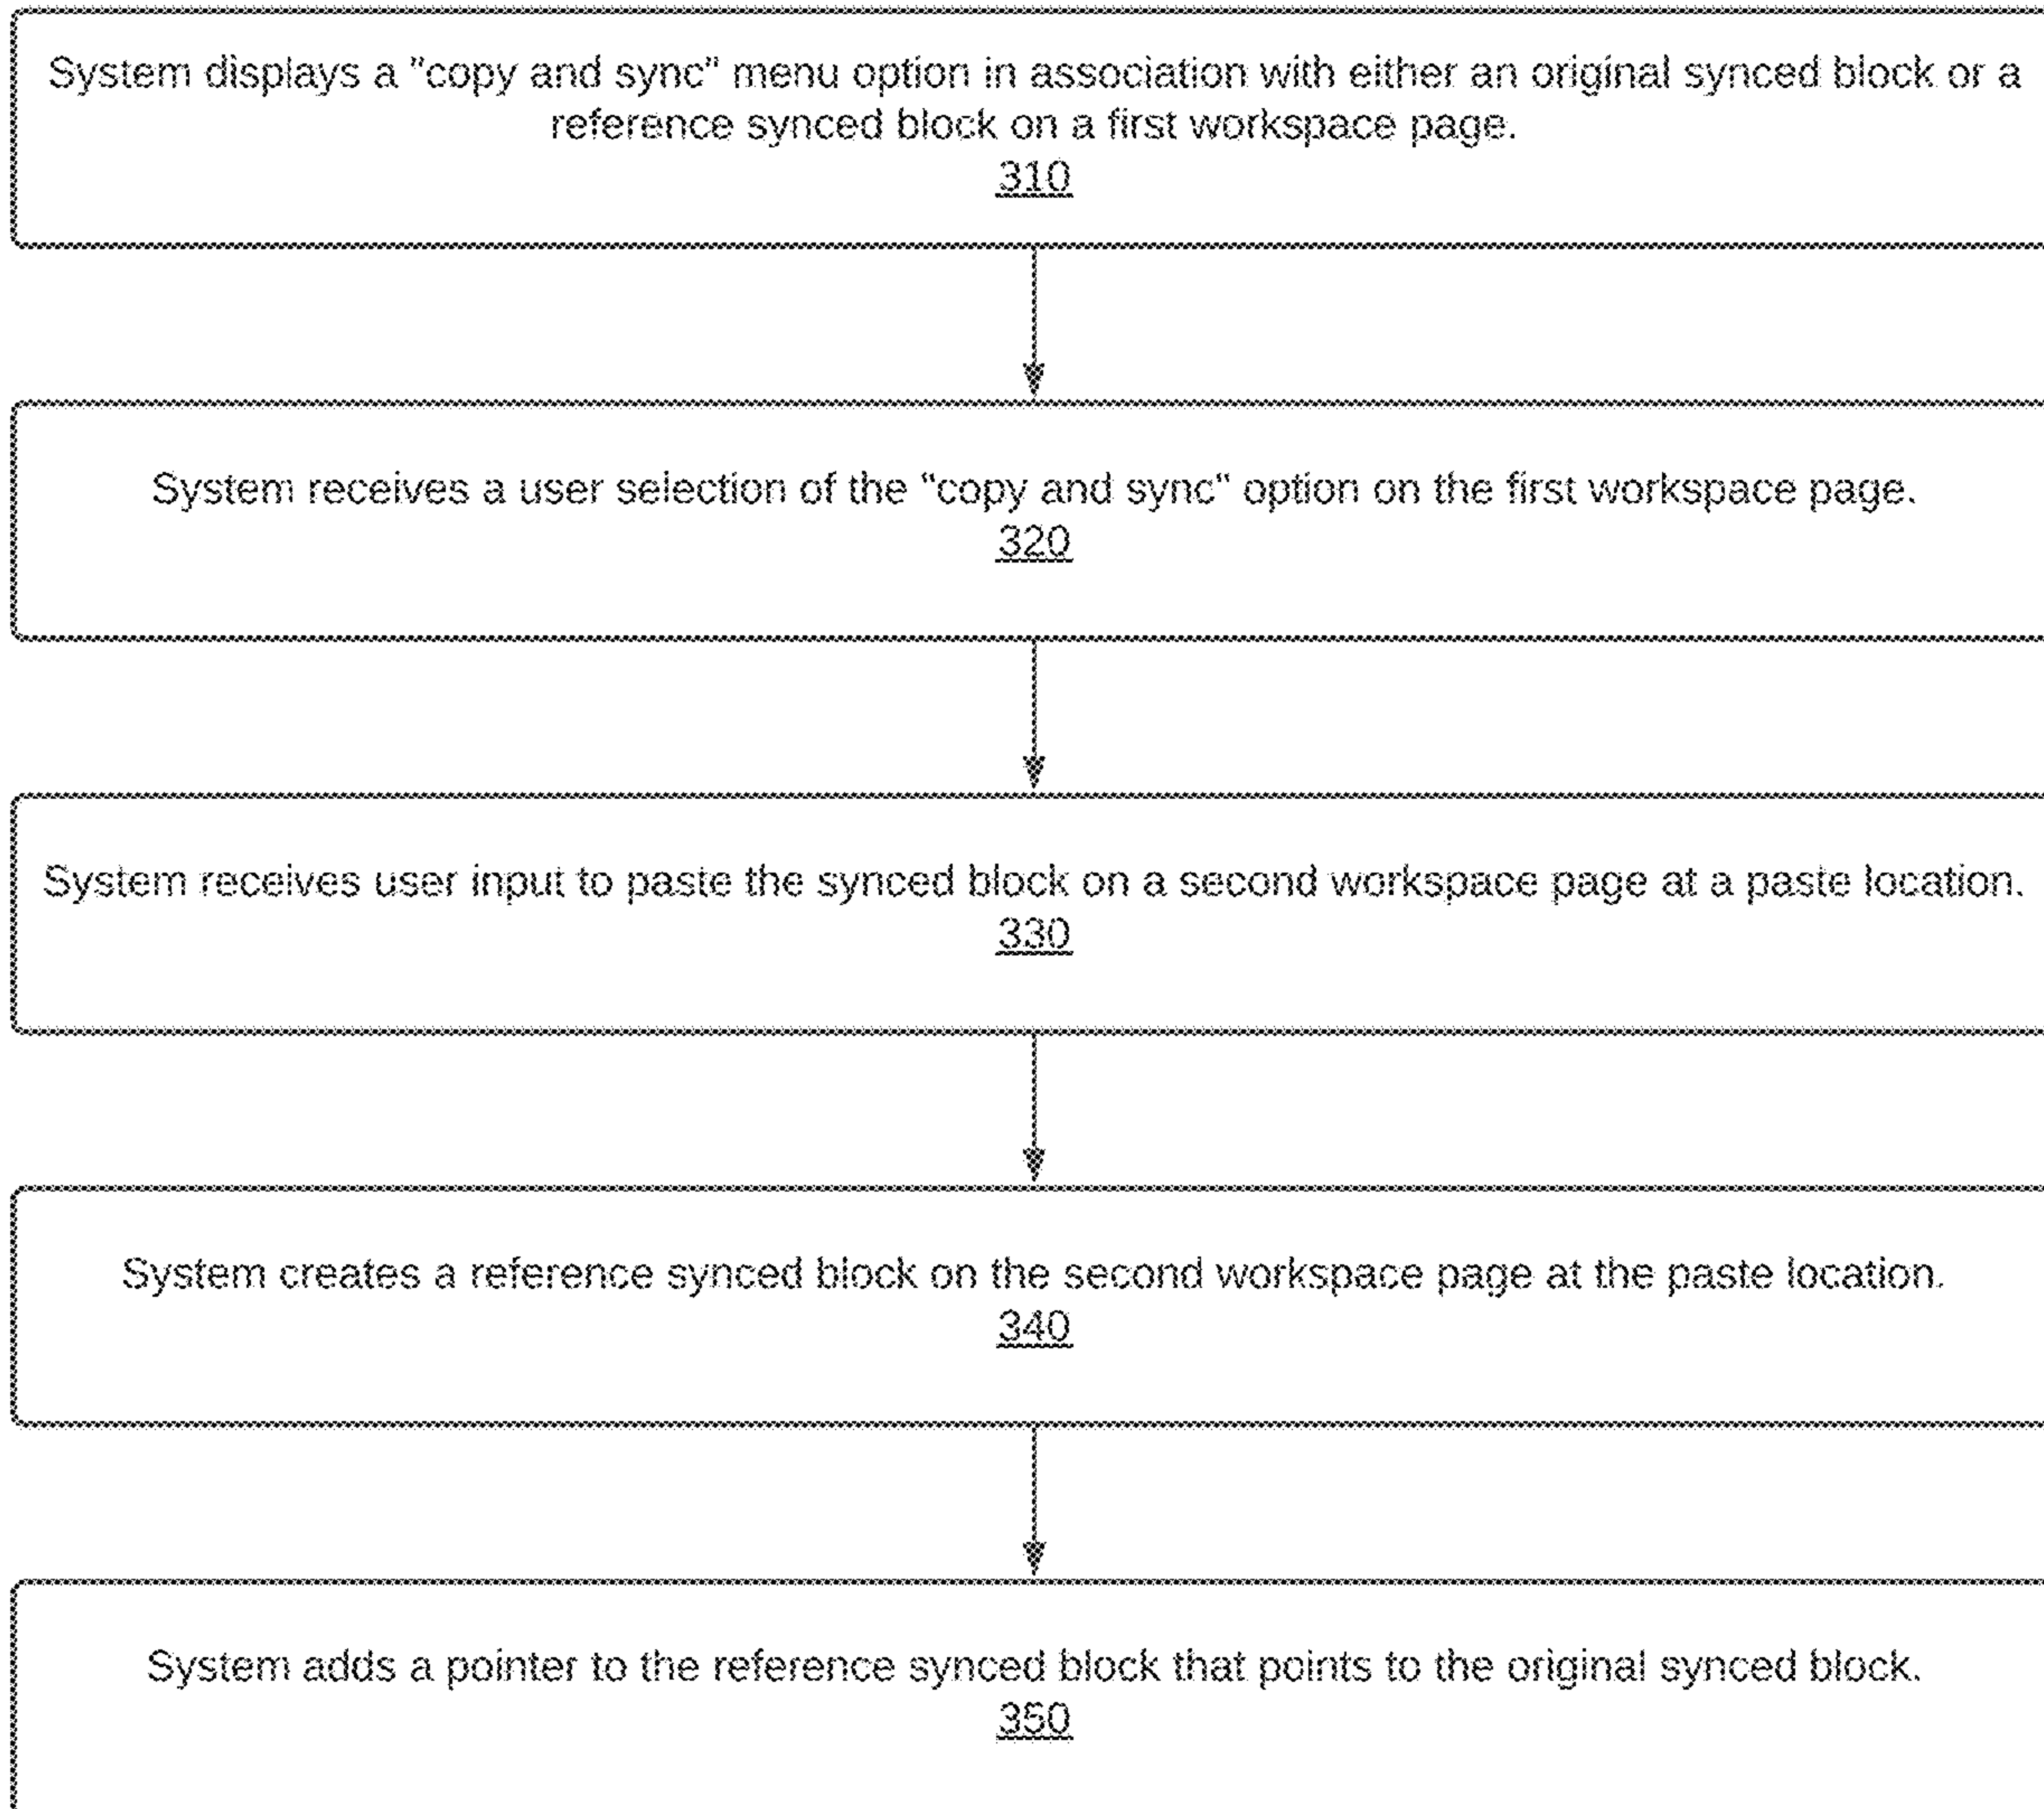 System displays a "copy and sync" menu option in association with either an original synced block or a
reference synced block on a first workspace page.
310
System receives a user selection of the "copy and sync" option on the first workspace page.
320
System receives user input to paste the synced block on a second workspace page at a paste location.
330
System creates a reference synced block on the second workspace page at the paste location.
340
System adds a pointer to the reference synced block that points to the original synced block.
350